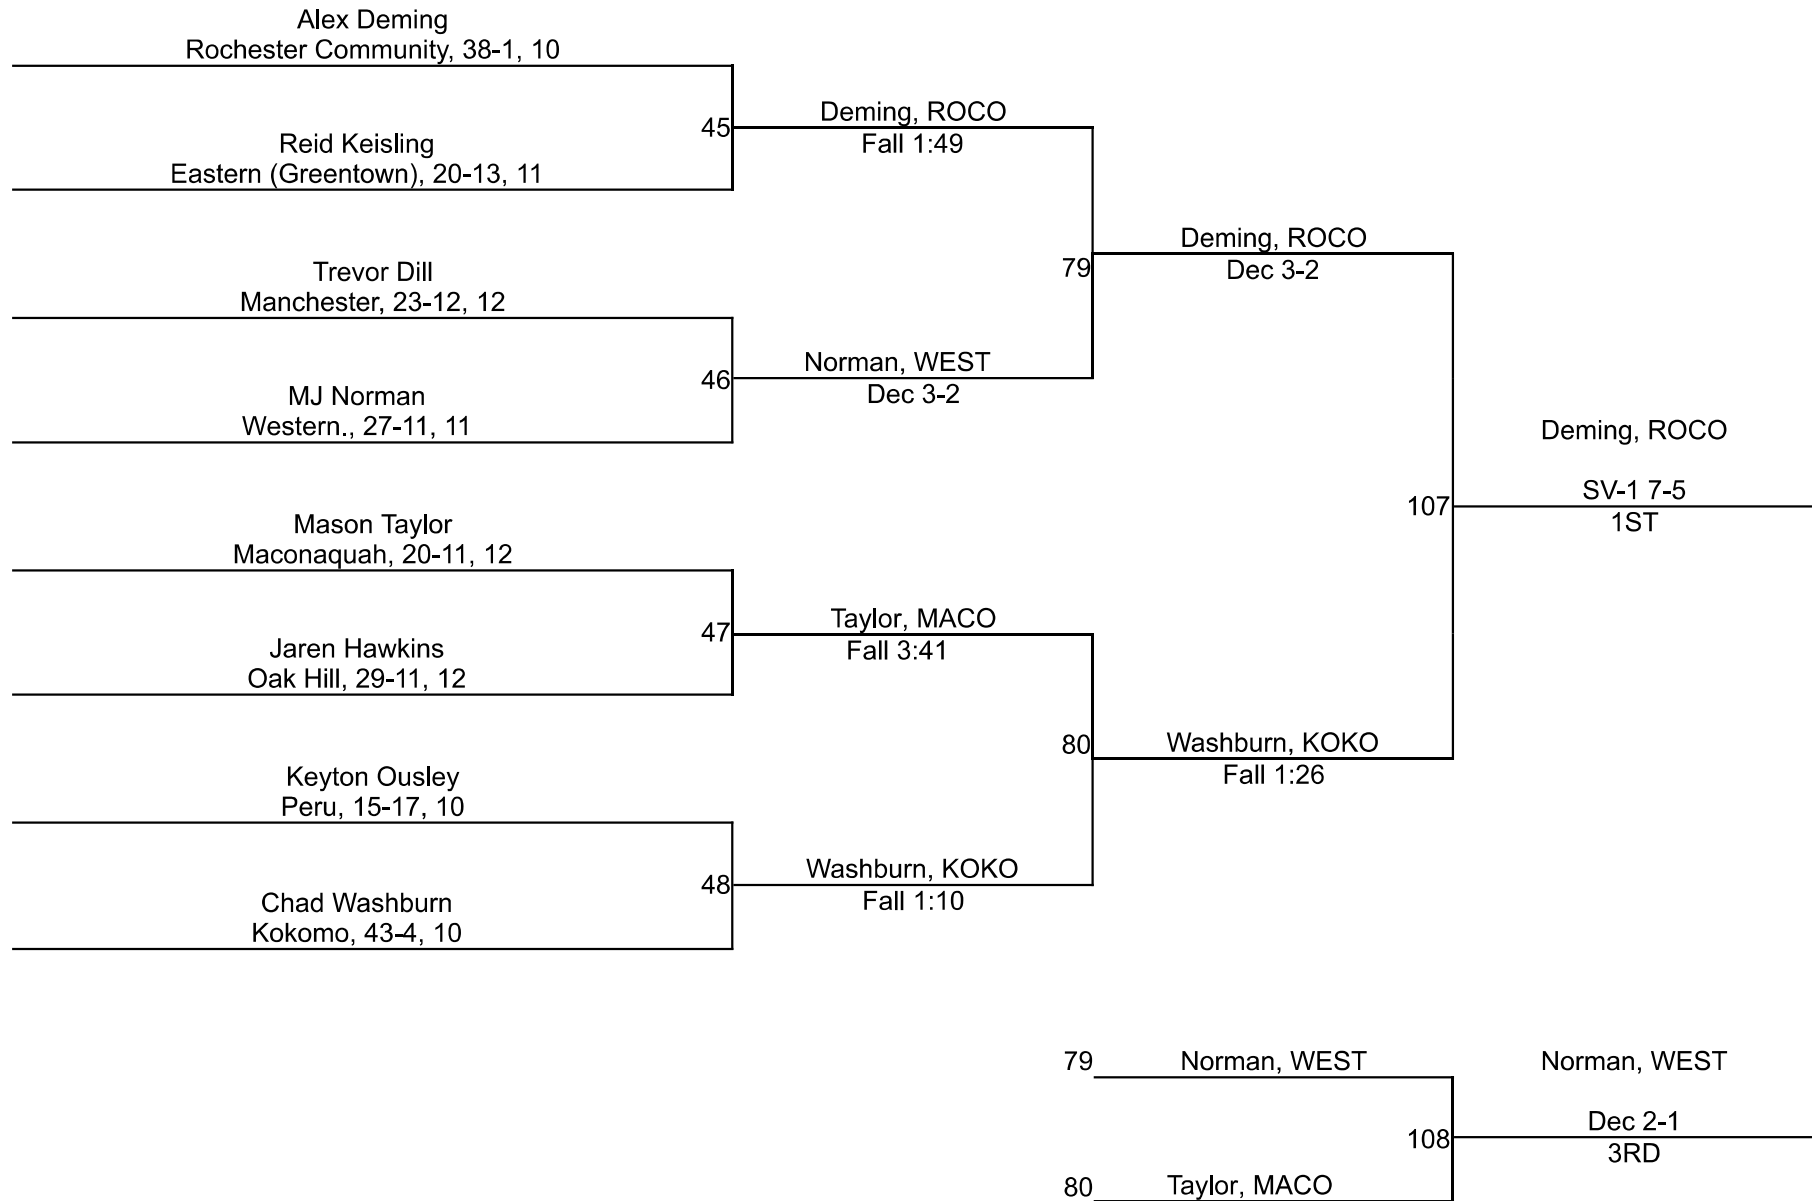 Alex Deming
Rochester Community, 38-1, 10
45
Deming, ROCO
Fall 1:49
Reid Keisling
Eastern (Greentown), 20-13, 11
79
Deming, ROCO
Dec 3-2
Trevor Dill
Manchester, 23-12, 12
46
Norman, WEST
Dec 3-2
MJ Norman
Western., 27-11, 11
107
Deming, ROCO
SV-1 7-5
1ST
Mason Taylor
Maconaquah, 20-11, 12
47
Taylor, MACO
Fall 3:41
Jaren Hawkins
Oak Hill, 29-11, 12
80
Washburn, KOKO
Fall 1:26
Keyton Ousley
Peru, 15-17, 10
48
Washburn, KOKO
Fall 1:10
Chad Washburn
Kokomo, 43-4, 10
79
Norman, WEST
Norman, WEST
108
Dec 2-1
3RD
80
Taylor, MACO